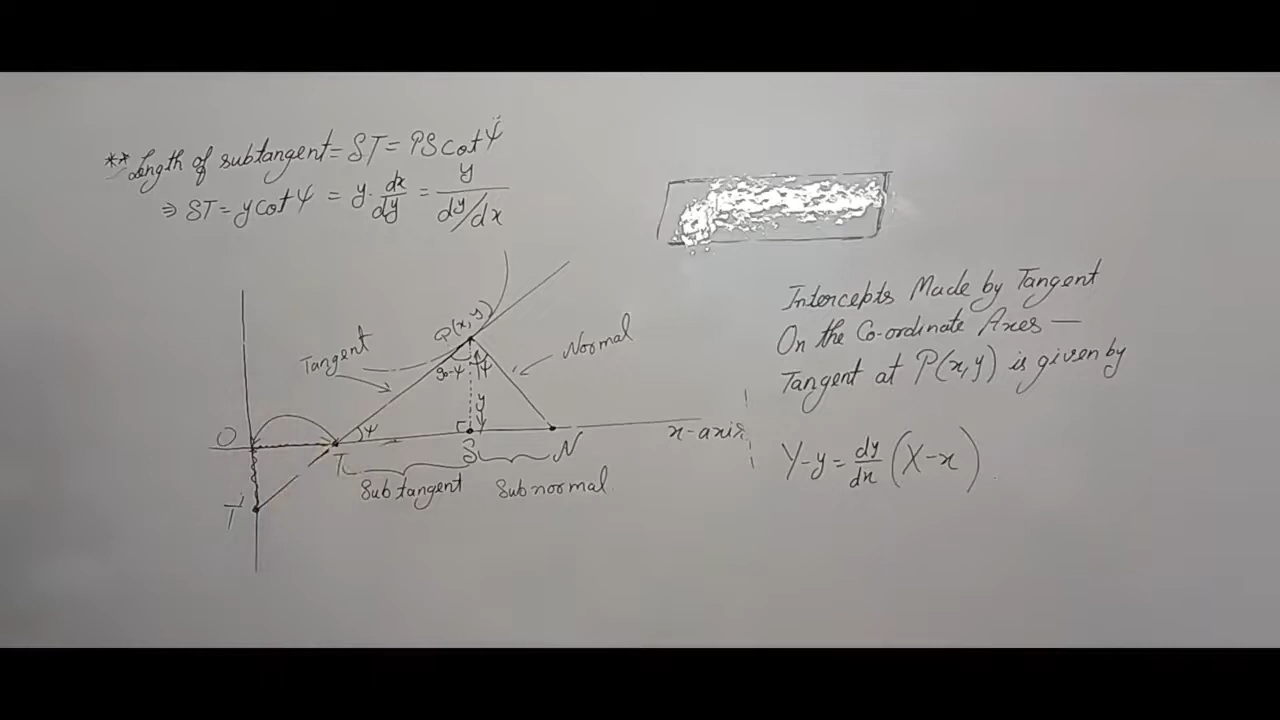 ** Length of subtangent = ST = PS cot ψ
⇒ ST = y cot ψ = y. dx/dy = y/(dy/dx)
Intercepts Made by Tangent
On the Co-ordinate Axes —
Tangent at P(x,y) is given by
Y-y = dy/dx (X-x)
P(x,y)
Tangent
Normal
90-ψ
ψ
y
ψ
O
T
S
N
x-axis
Subtangent
Subnormal
T'